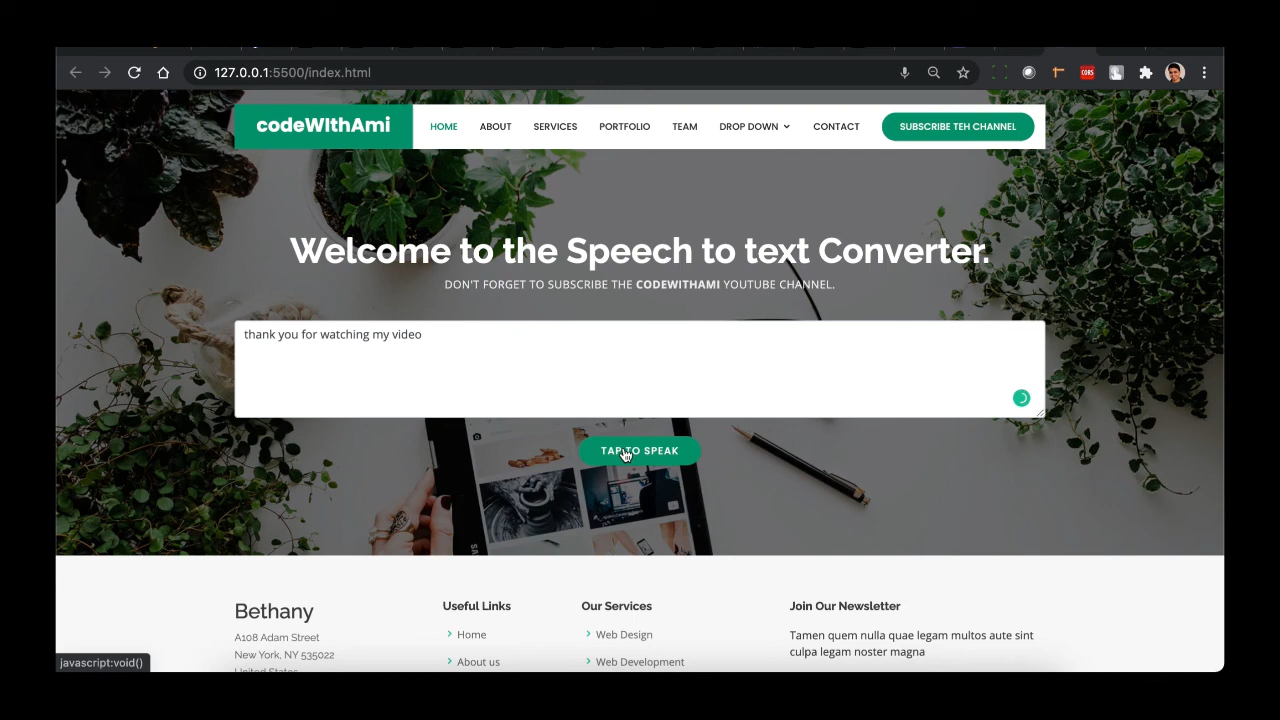 127.0.0.1:5500/index.html
CORS
codeWIthAmi
HOME ABOUT SERVICES PORTFOLIO TEAM DROP DOWN CONTACT SUBSCRIBE TEH CHANNEL
Welcome to the Speech to text Converter.
DON'T FORGET TO SUBSCRIBE THE CODEWITHAMI YOUTUBE CHANNEL.
thank you for watching my video
TAP TO SPEAK
Bethany Useful Links Our Services Join Our Newsletter
A108 Adam Street Home Web Design Tamen quem nulla quae legam multos aute sint
New York, NY 535022 culpa legam noster magna
United States About us Web Development
javascript:void()